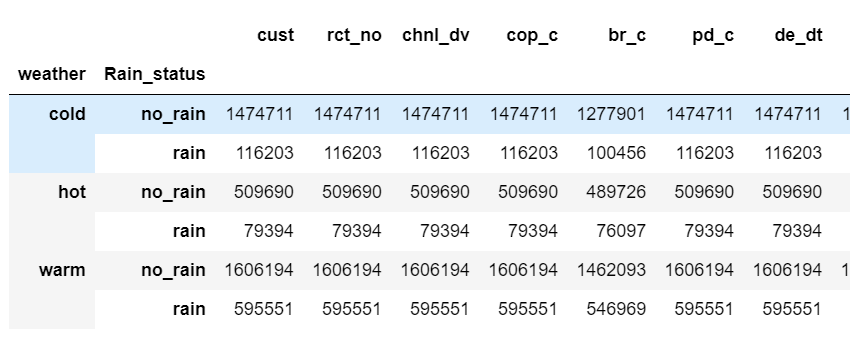 cust rct_no chnl_dv cop_c br_c pd_c de_dt
weather Rain_status
cold no_rain 1474711 1474711 1474711 1474711 1277901 1474711 1474711 1
rain 116203 116203 116203 116203 100456 116203 116203
hot no_rain 509690 509690 509690 509690 489726 509690 509690
rain 79394 79394 79394 79394 76097 79394 79394
warm no_rain 1606194 1606194 1606194 1606194 1462093 1606194 1606194 1
rain 595551 595551 595551 595551 546969 595551 595551